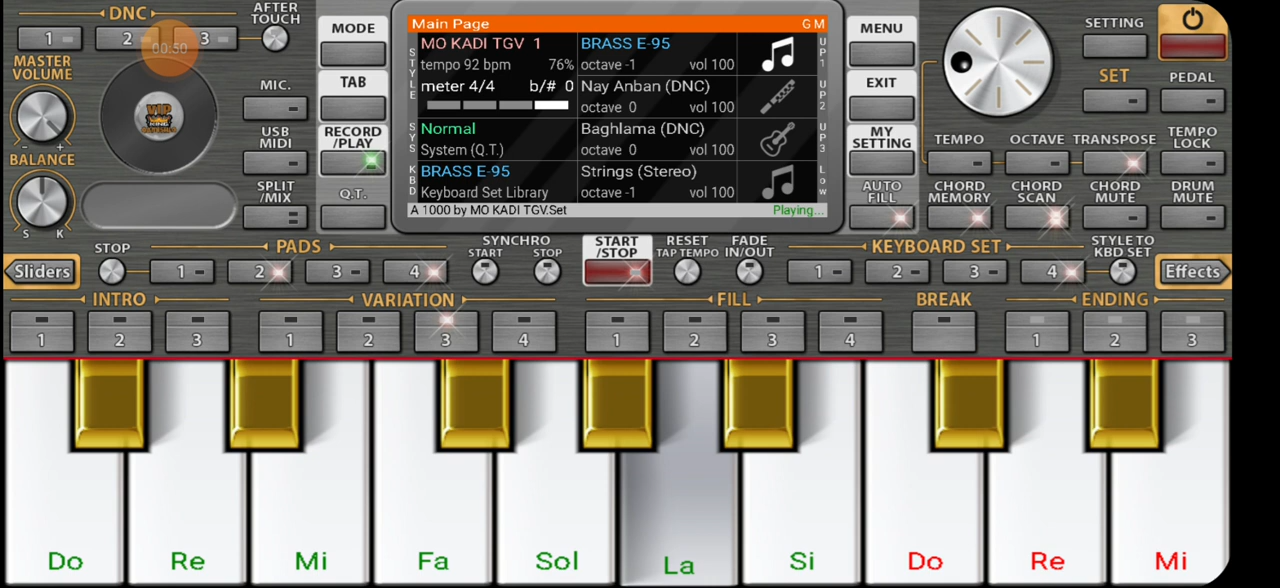 DNC
AFTER
TOUCH
1
2
3
00:50
MASTER
VOLUME
- +
BALANCE
S K
MIC.
USB
MIDI
SPLIT
/MIX
MODE
TAB
RECORD
/PLAY
Q.T.
Main Page GM
STYLE
MO KADI TGV 1
tempo 92 bpm 76%
meter 4/4 b/# 0
SYS
Normal
System (Q.T.)
KBD
BRASS E-95
Keyboard Set Library
BRASS E-95
octave -1 vol 100
UP1
Nay Anban (DNC)
octave 0 vol 100
UP2
Baghlama (DNC)
octave 0 vol 100
UP3
Strings (Stereo)
octave -1 vol 100
Low
A 1000 by MO KADI TGV.Set Playing...
MENU
EXIT
MY
SETTING
AUTO
FILL
SETTING
SET
PEDAL
TEMPO
OCTAVE
TRANSPOSE
TEMPO
LOCK
CHORD
MEMORY
CHORD
SCAN
CHORD
MUTE
DRUM
MUTE
Sliders
STOP
PADS
1
2
3
4
SYNCHRO
START STOP
START
/STOP
RESET
TAP TEMPO
FADE
IN/OUT
KEYBOARD SET
1
2
3
4
STYLE TO
KBD SET
Effects
INTRO
1
2
3
VARIATION
1
2
3
4
FILL
1
2
3
4
BREAK
ENDING
1
2
3
Do Re Mi Fa Sol La Si Do Re Mi